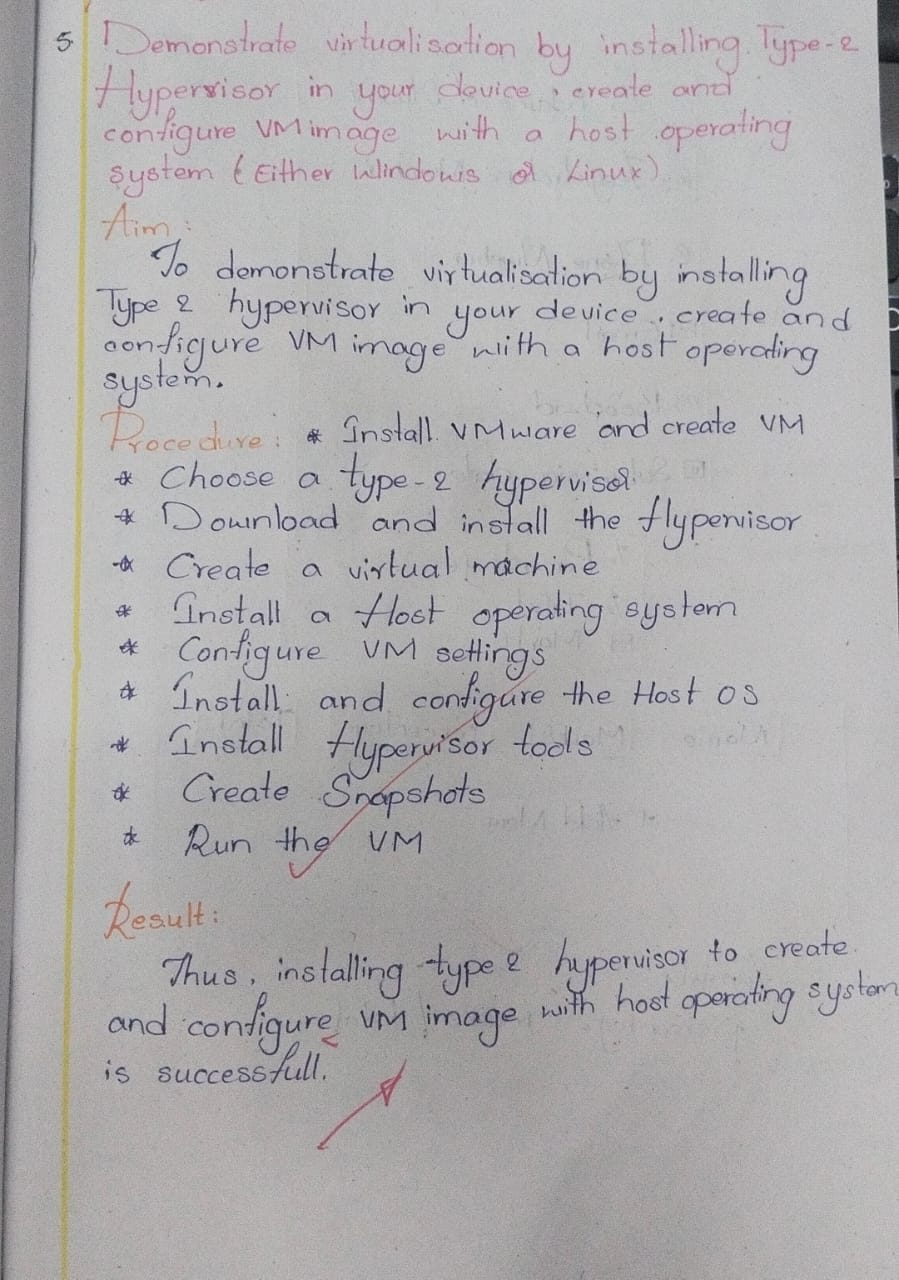 5 Demonstrate virtualisation by installing Type-2
Hypervisor in your device, create and
configure VM image with a host operating
system (Either Windows or Linux)
Aim:
To demonstrate virtualisation by installing
Type 2 hypervisor in your device, create and
configure VM image with a host operating
system.
Procedure: * Install VMware and create VM
* Choose a type-2 hypervisor
* Download and install the Hypervisor
* Create a virtual machine
* Install a Host operating system
* Configure VM settings
* Install and configure the Host OS
* Install Hypervisor tools
* Create Snapshots
* Run the VM
Result:
Thus, installing type 2 hypervisor to create
and configure VM image with host operating system
is successfull.